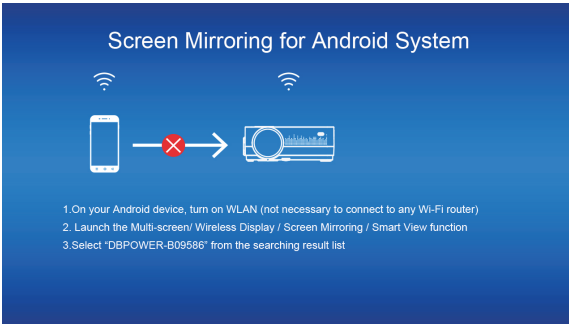 Screen Mirroring for Android System
1.On your Android device, turn on WLAN (not necessary to connect to any Wi-Fi router)
2. Launch the Multi-screen/ Wireless Display / Screen Mirroring / Smart View function
3.Select “DBPOWER-B09586” from the searching result list